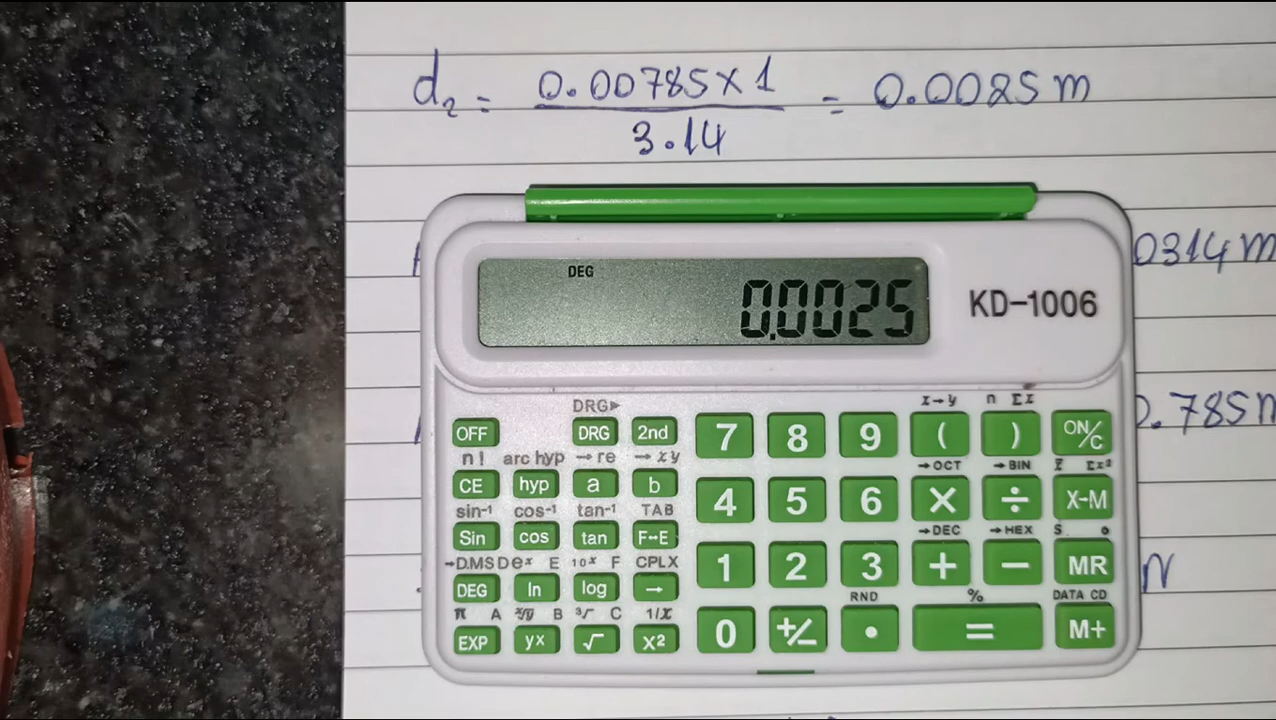 d₂ = 0.00785 × 1 / 3.14 = 0.0025 m
0314 m
DEG
0.0025
KD-1006
.785
N
DRG▶ x→y n Σx
OFF DRG 2nd 7 8 9 ( ) ON/C
n! arc hyp →re →xy →OCT →BIN x̄ Σx²
CE hyp a b 4 5 6 × ÷ X-M
sin⁻¹ cos⁻¹ tan⁻¹ TAB →DEC →HEX S σ
Sin cos tan F↔E 1 2 3 + − MR
→D.MS D eˣ E 10ˣ F CPLX RND % DATA CD
DEG ln log → 0 +/− • = M+
π A ˣ√y B ³√ C 1/X
EXP yx √ X²